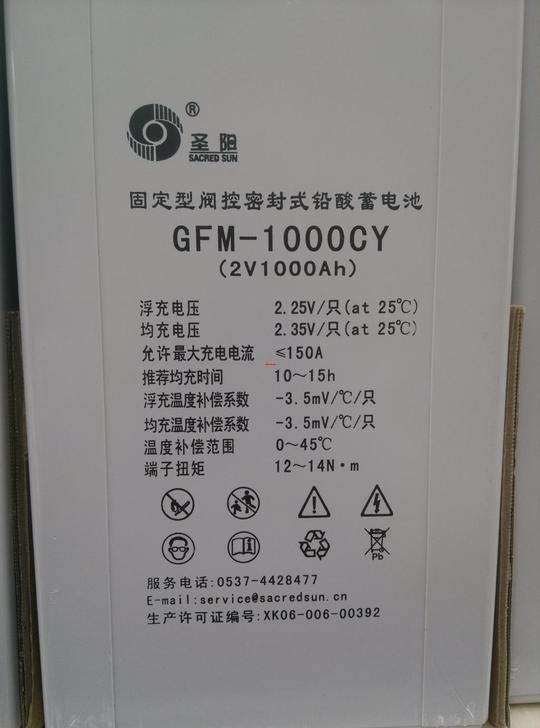 ®
圣阳
SACRED SUN
固定型阀控密封式铅酸蓄电池
GFM-1000CY
(2V1000Ah)
浮充电压 2.25V/只(at 25℃)
均充电压 2.35V/只(at 25℃)
允许最大充电电流 ≤150A
推荐均充时间 10～15h
浮充温度补偿系数 -3.5mV/℃/只
均充温度补偿系数 -3.5mV/℃/只
温度补偿范围 0～45℃
端子扭矩 12～14N·m
Pb
服务电话:0537-4428477
E-mail:service@sacredsun.cn
生产许可证编号:XK06-006-00392